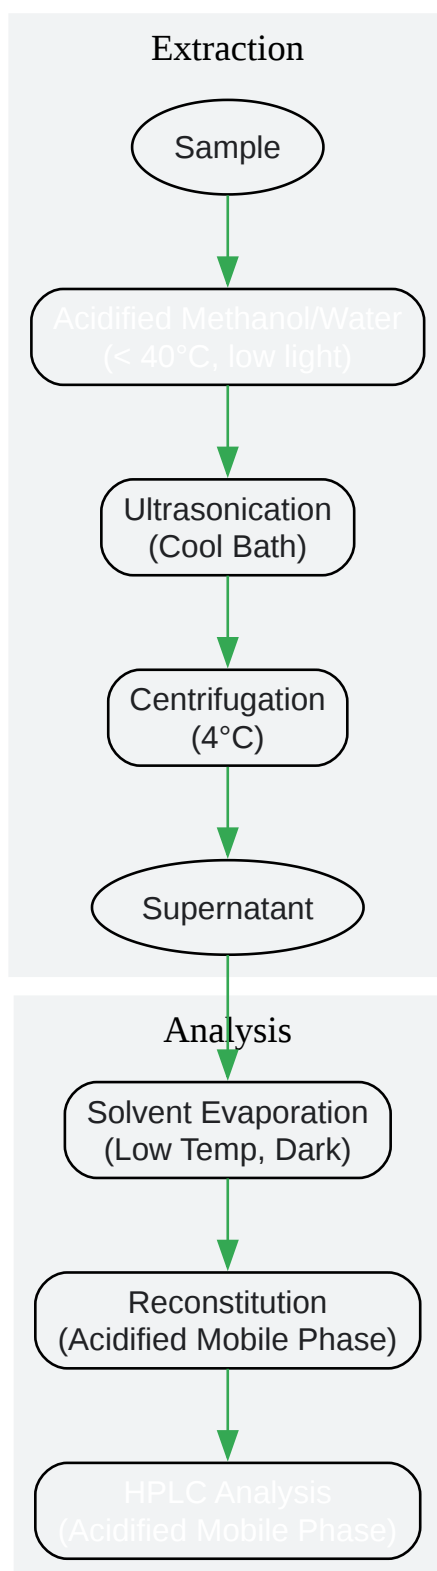 Extraction
Sample
Acidified Methanol/Water
(< 40°C, low light)
Ultrasonication
(Cool Bath)
Centrifugation
(4°C)
Supernatant
Analysis
Solvent Evaporation
(Low Temp, Dark)
Reconstitution
(Acidified Mobile Phase)
HPLC Analysis
(Acidified Mobile Phase)